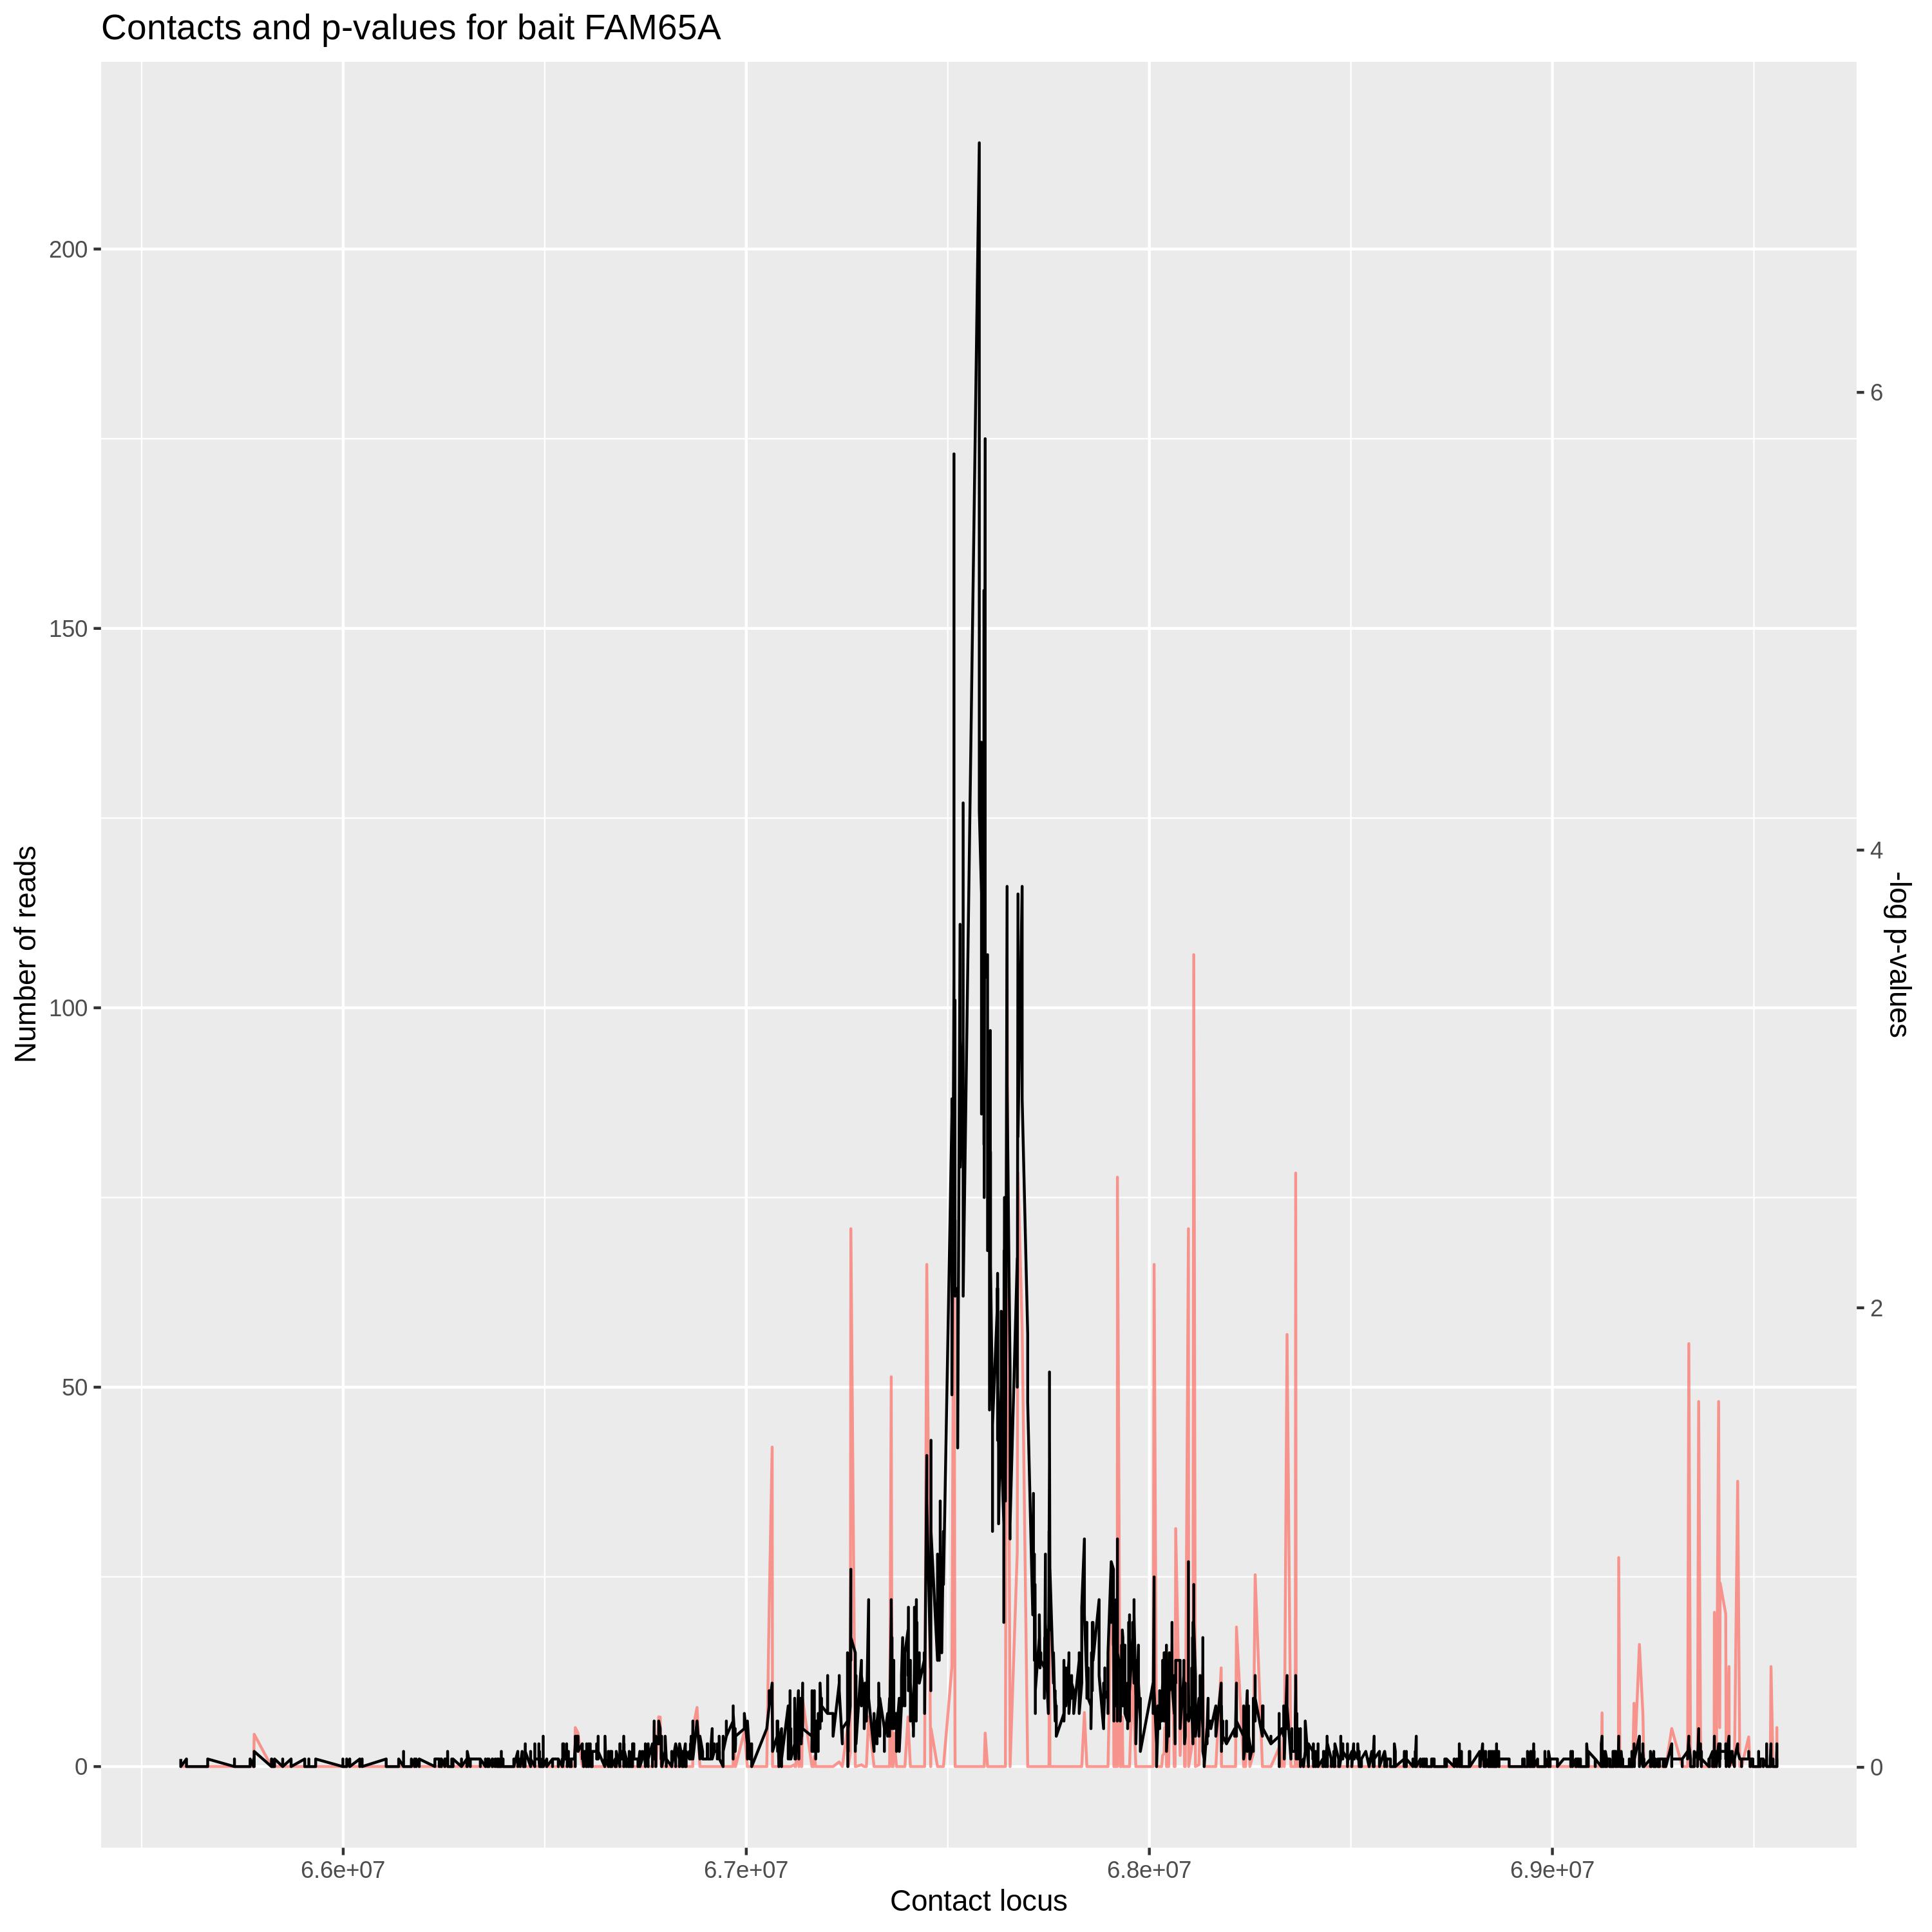 Contacts and p-values for bait FAM65A
Number of reads
200
150
100
50
0
6
4
2
0
-log p-values
6.6e+07
6.7e+07
6.8e+07
6.9e+07
Contact locus